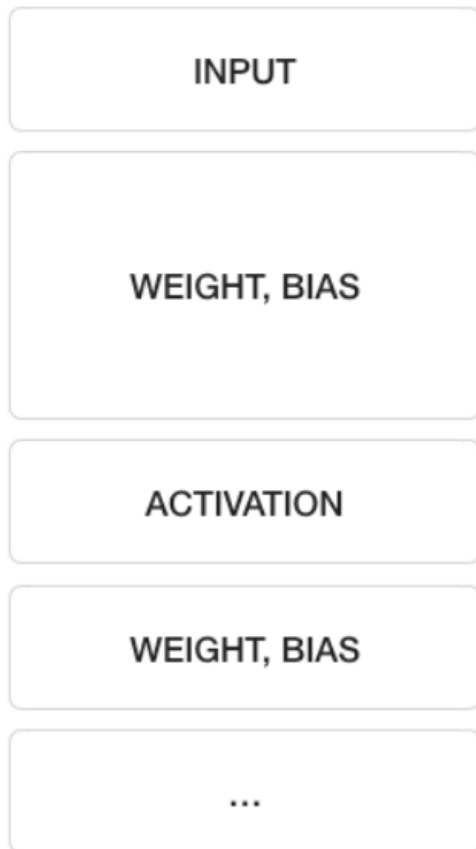 INPUT
WEIGHT, BIAS
ACTIVATION
WEIGHT, BIAS
...